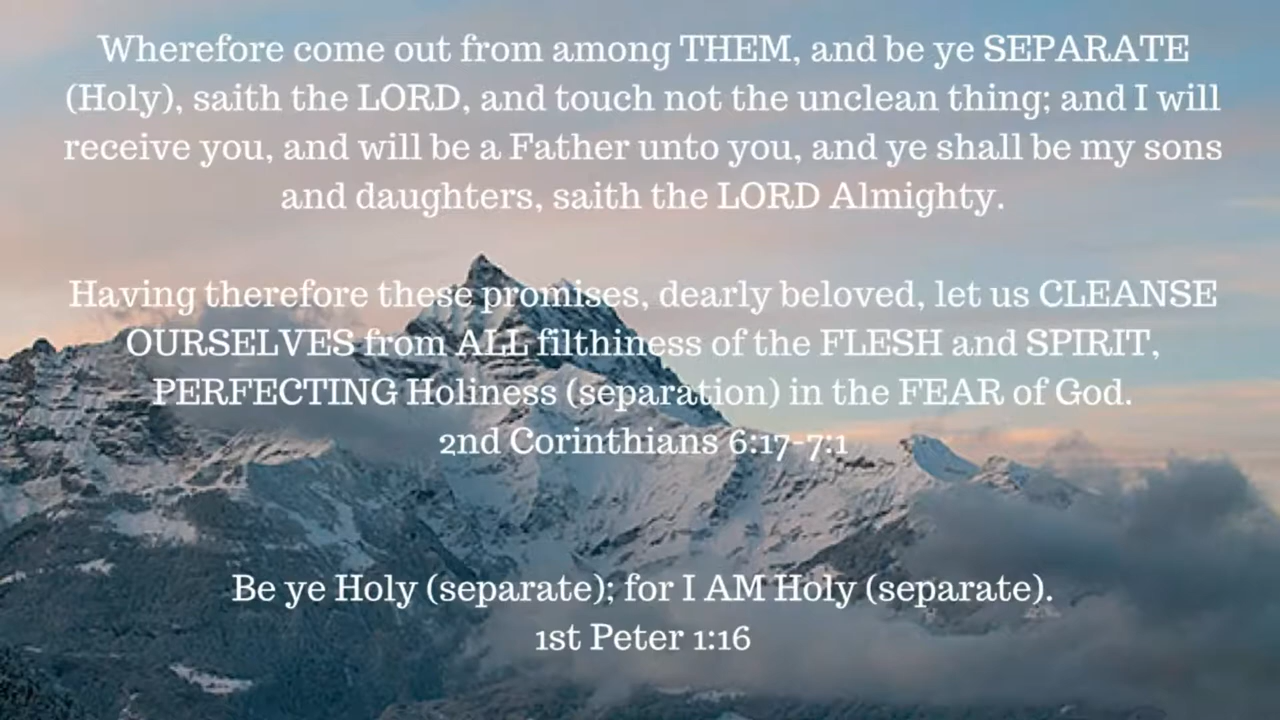 Wherefore come out from among THEM, and be ye SEPARATE
(Holy), saith the LORD, and touch not the unclean thing; and I will
receive you, and will be a Father unto you, and ye shall be my sons
and daughters, saith the LORD Almighty.
Having therefore these promises, dearly beloved, let us CLEANSE
OURSELVES from ALL filthiness of the FLESH and SPIRIT,
PERFECTING Holiness (separation) in the FEAR of God.
2nd Corinthians 6:17-7:1
Be ye Holy (separate); for I AM Holy (separate).
1st Peter 1:16